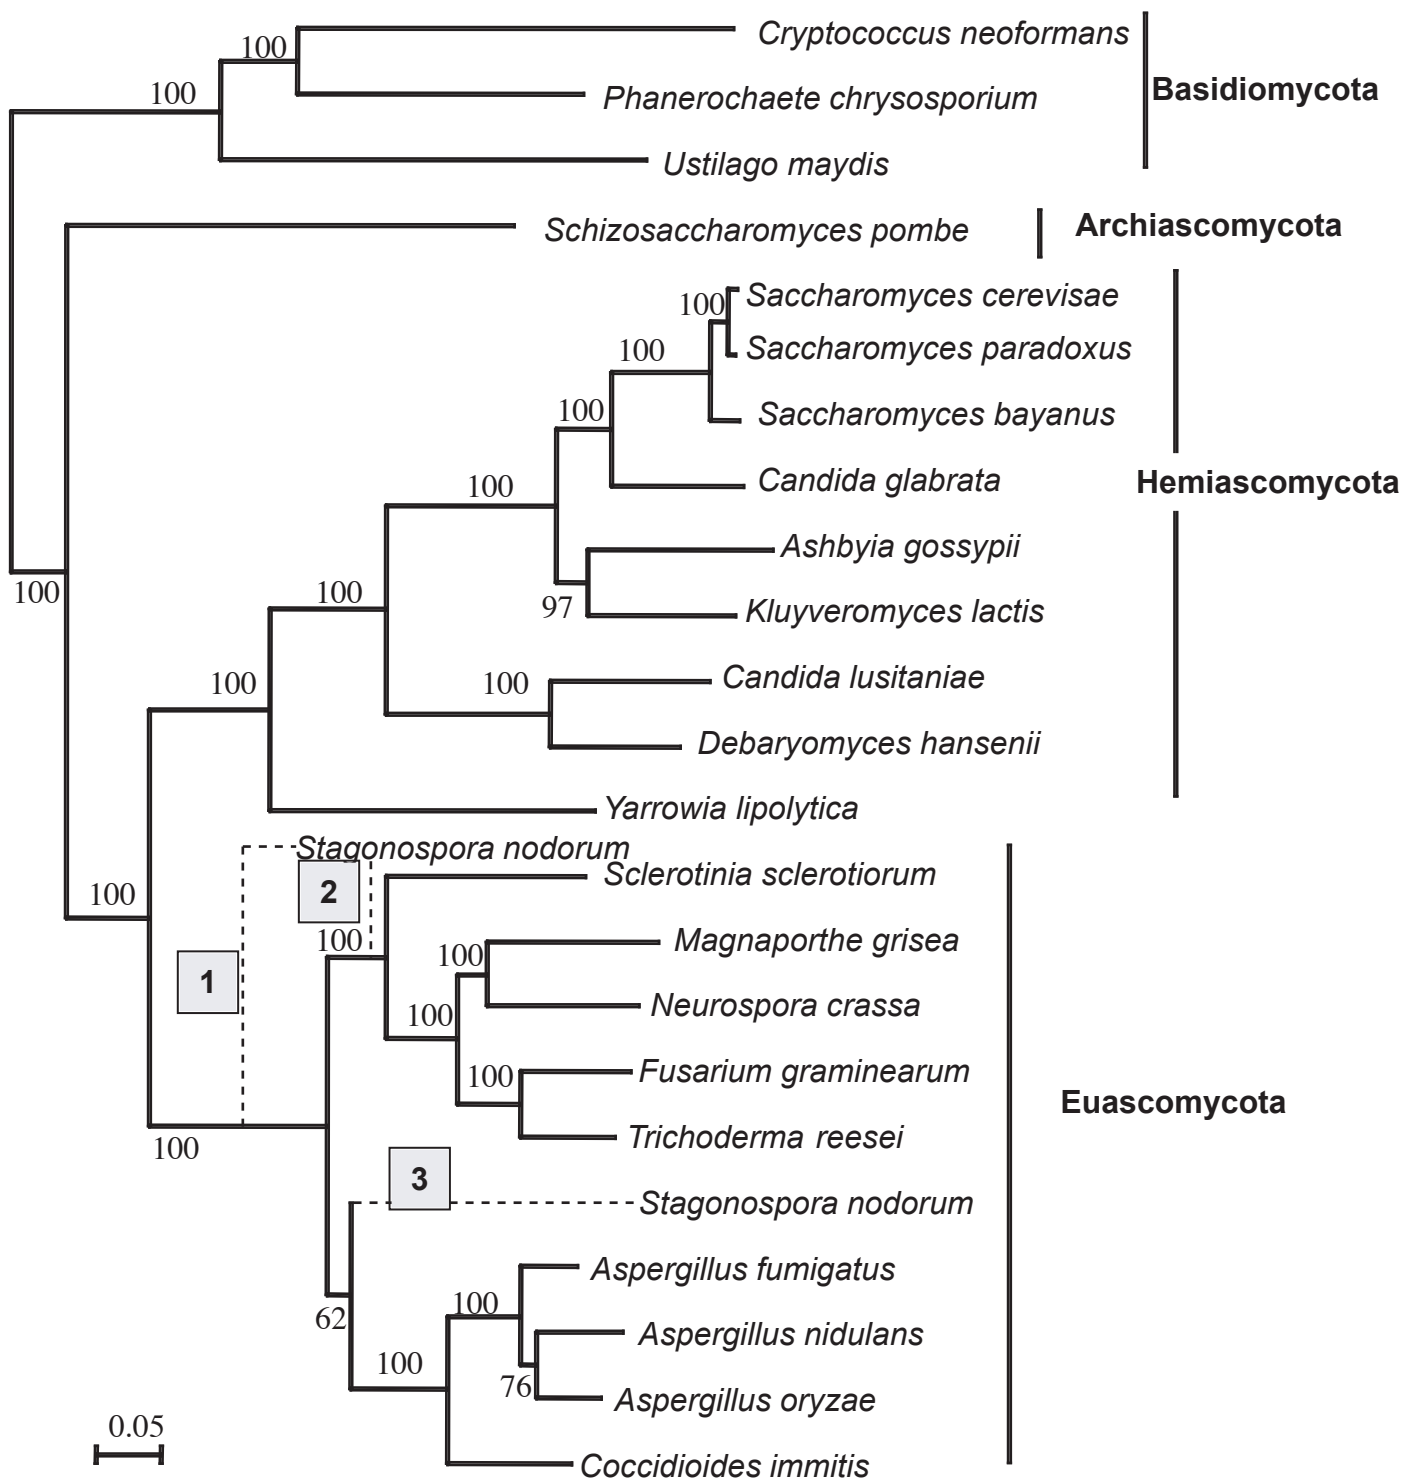 Cryptococcus neoformans
100
Phanerochaete chrysosporium
Basidiomycota
100
Ustilago maydis
Schizosaccharomyces pombe
Archiascomycota
Saccharomyces cerevisae
100
Saccharomyces paradoxus
100
Saccharomyces bayanus
100
Candida glabrata
Hemiascomycota
100
Ashbyia gossypii
100
100
97
Kluyveromyces lactis
Candida lusitaniae
100
100
Debaryomyces hansenii
Yarrowia lipolytica
Stagonospora nodorum
Sclerotinia sclerotiorum
2
100
100
Magnaporthe grisea
100
1
Neurospora crassa
100
Fusarium graminearum
100
Euascomycota
Trichoderma reesei
100
3
Stagonospora nodorum
Aspergillus fumigatus
100
62
Aspergillus nidulans
100
76
Aspergillus oryzae
0.05
Coccidioides immitis